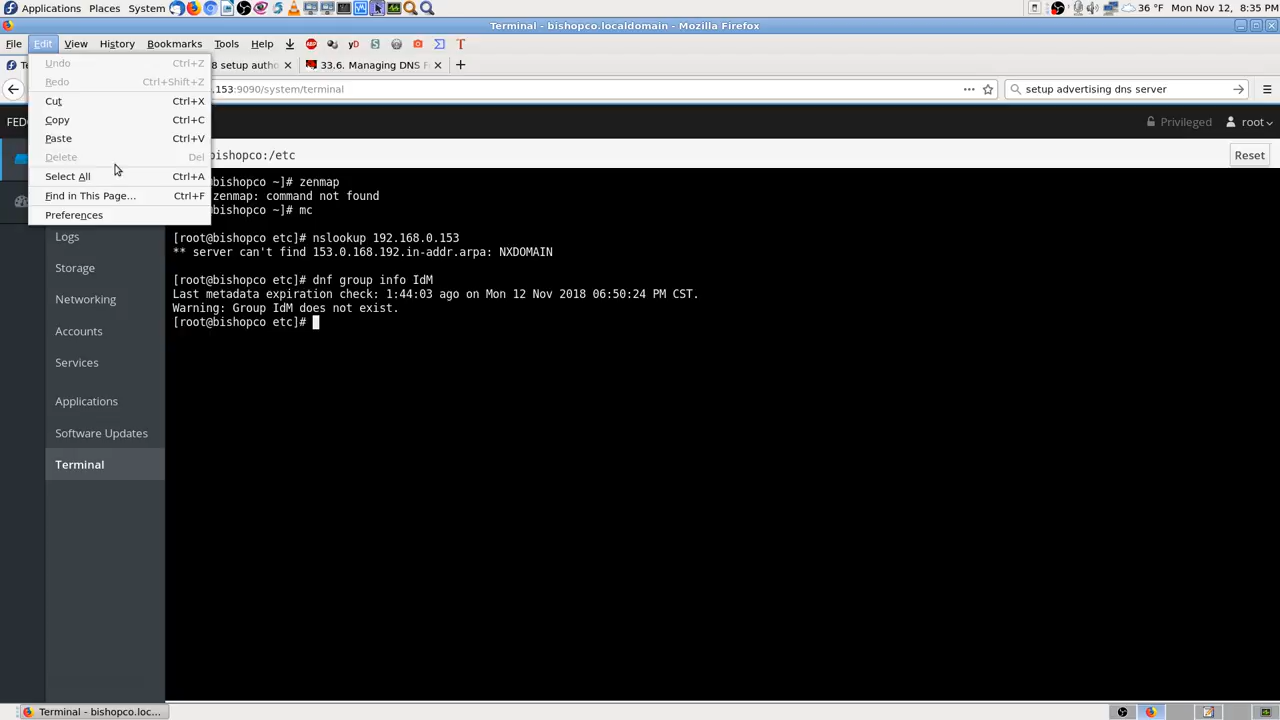 Applications Places System 36 °F Mon Nov 12, 8:35 PM
Terminal - bishopco.localdomain - Mozilla Firefox
File Edit View History Bookmarks Tools Help
Undo Ctrl+Z
8 setup autho
33.6. Managing DNS F
Redo Ctrl+Shift+Z
.153:9090/system/terminal
setup advertising dns server
Cut Ctrl+X
Copy Ctrl+C
Privileged root
Paste Ctrl+V
Delete Del
bishopco:/etc
Reset
Select All Ctrl+A
Find in This Page... Ctrl+F
Preferences
bishopco ~]# zenmap
zenmap: command not found
bishopco ~]# mc
[root@bishopco etc]# nslookup 192.168.0.153
** server can't find 153.0.168.192.in-addr.arpa: NXDOMAIN
[root@bishopco etc]# dnf group info IdM
Last metadata expiration check: 1:44:03 ago on Mon 12 Nov 2018 06:50:24 PM CST.
Warning: Group IdM does not exist.
[root@bishopco etc]#
Logs
Storage
Networking
Accounts
Services
Applications
Software Updates
Terminal
Terminal - bishopco.loc...